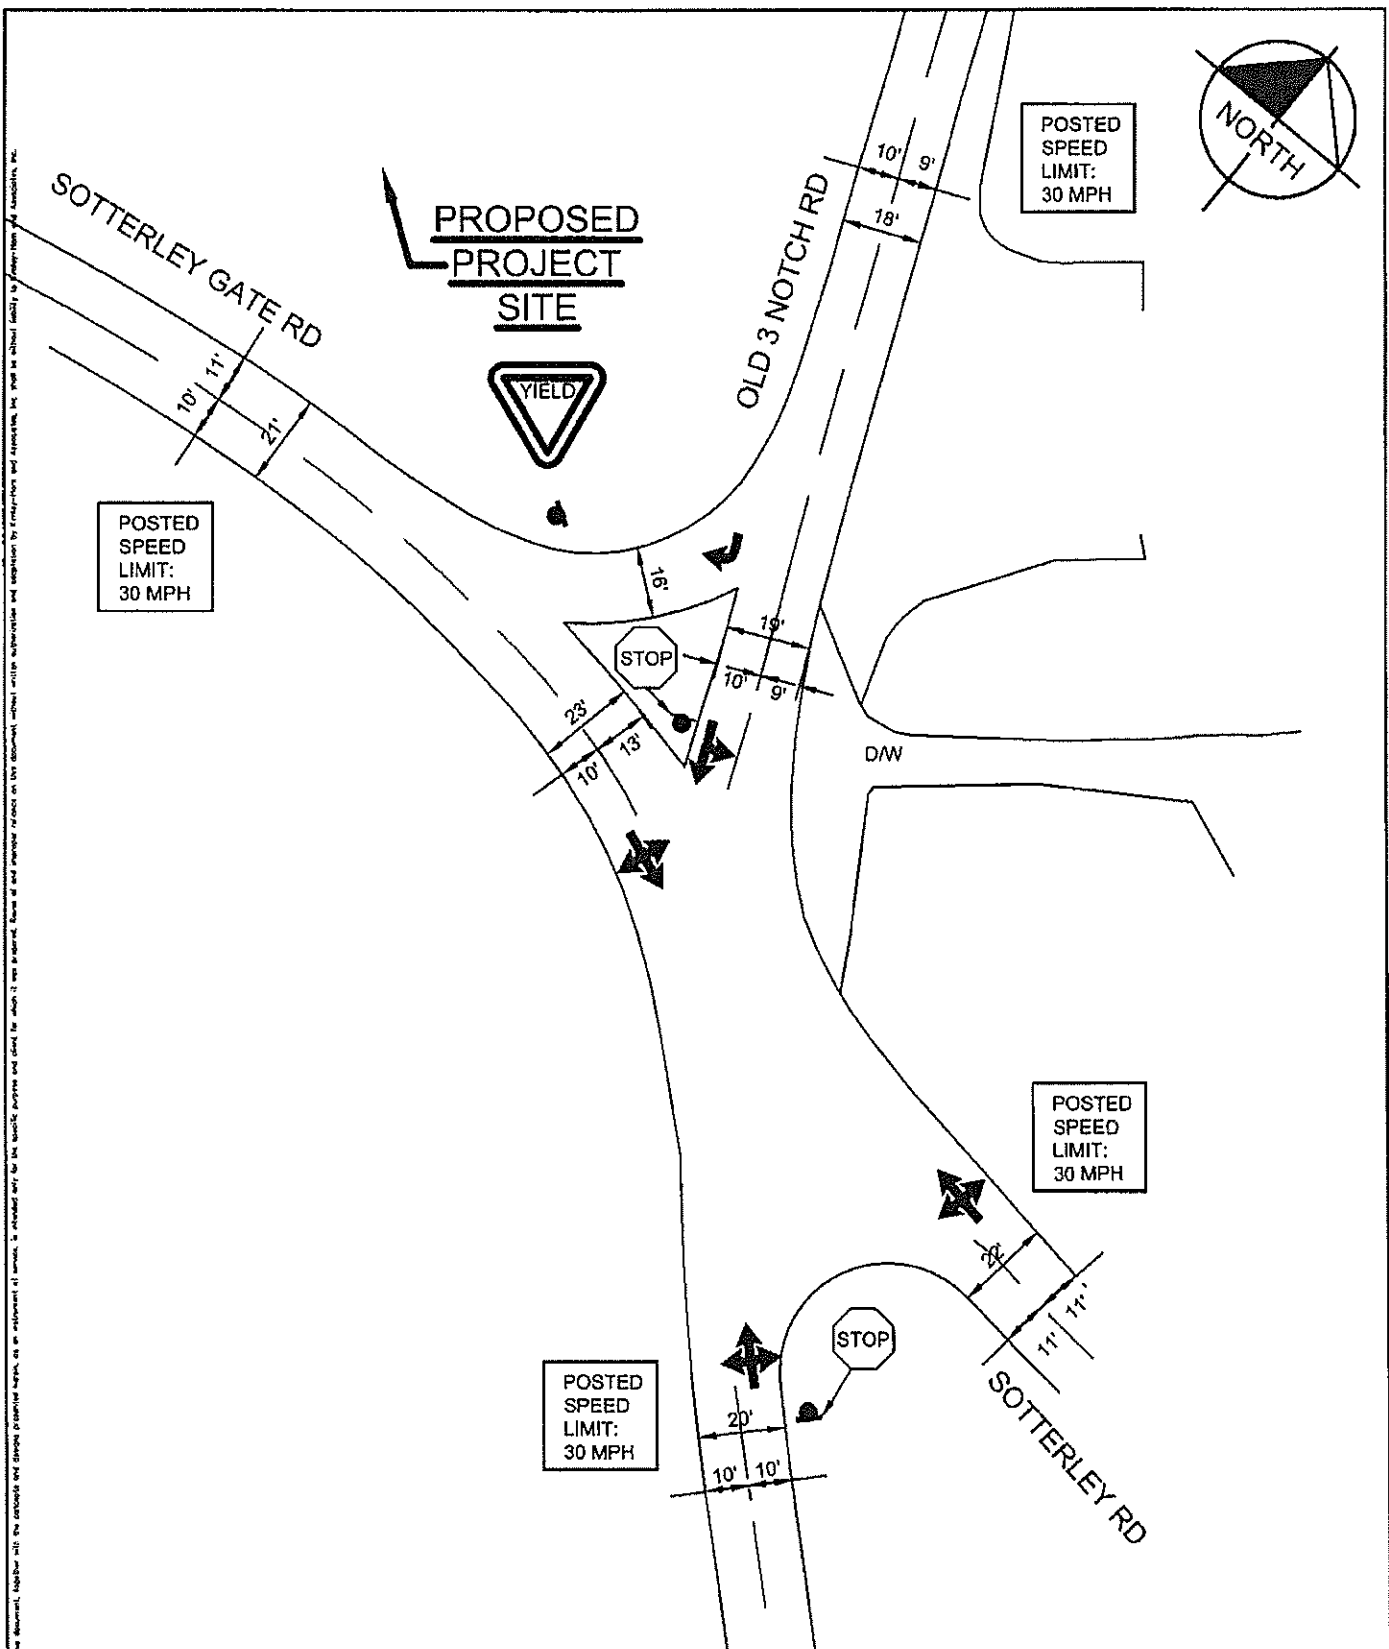 POSTED
SPEED
LIMIT:
30 MPH
NORTH
SOTTERLEY GATE RD
PROPOSED
PROJECT
SITE
YIELD
OLD 3 NOTCH RD
10'
9'
18'
11'
10'
21'
POSTED
SPEED
LIMIT:
30 MPH
16'
STOP
19'
10'
9'
23'
13'
10'
D/W
POSTED
SPEED
LIMIT:
30 MPH
22'
11'
11'
STOP
SOTTERLEY RD
POSTED
SPEED
LIMIT:
30 MPH
20'
10'
10'